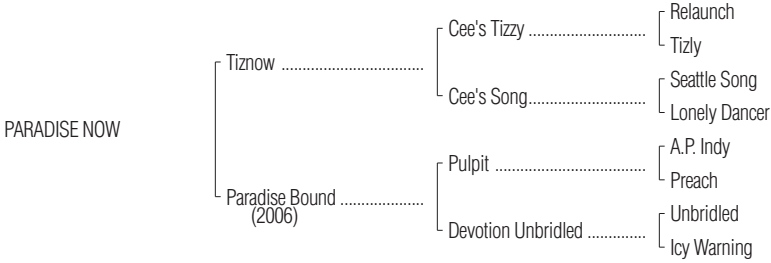 Relaunch
Cee's Tizzy ..............................
Tizly
Tiznow ....................................
Seattle Song
Cee's Song..............................
Lonely Dancer
PARADISE NOW
A.P. Indy
Pulpit ......................................
Preach
Paradise Bound .....................
(2006)
Unbridled
Devotion Unbridled ...............
Icy Warning